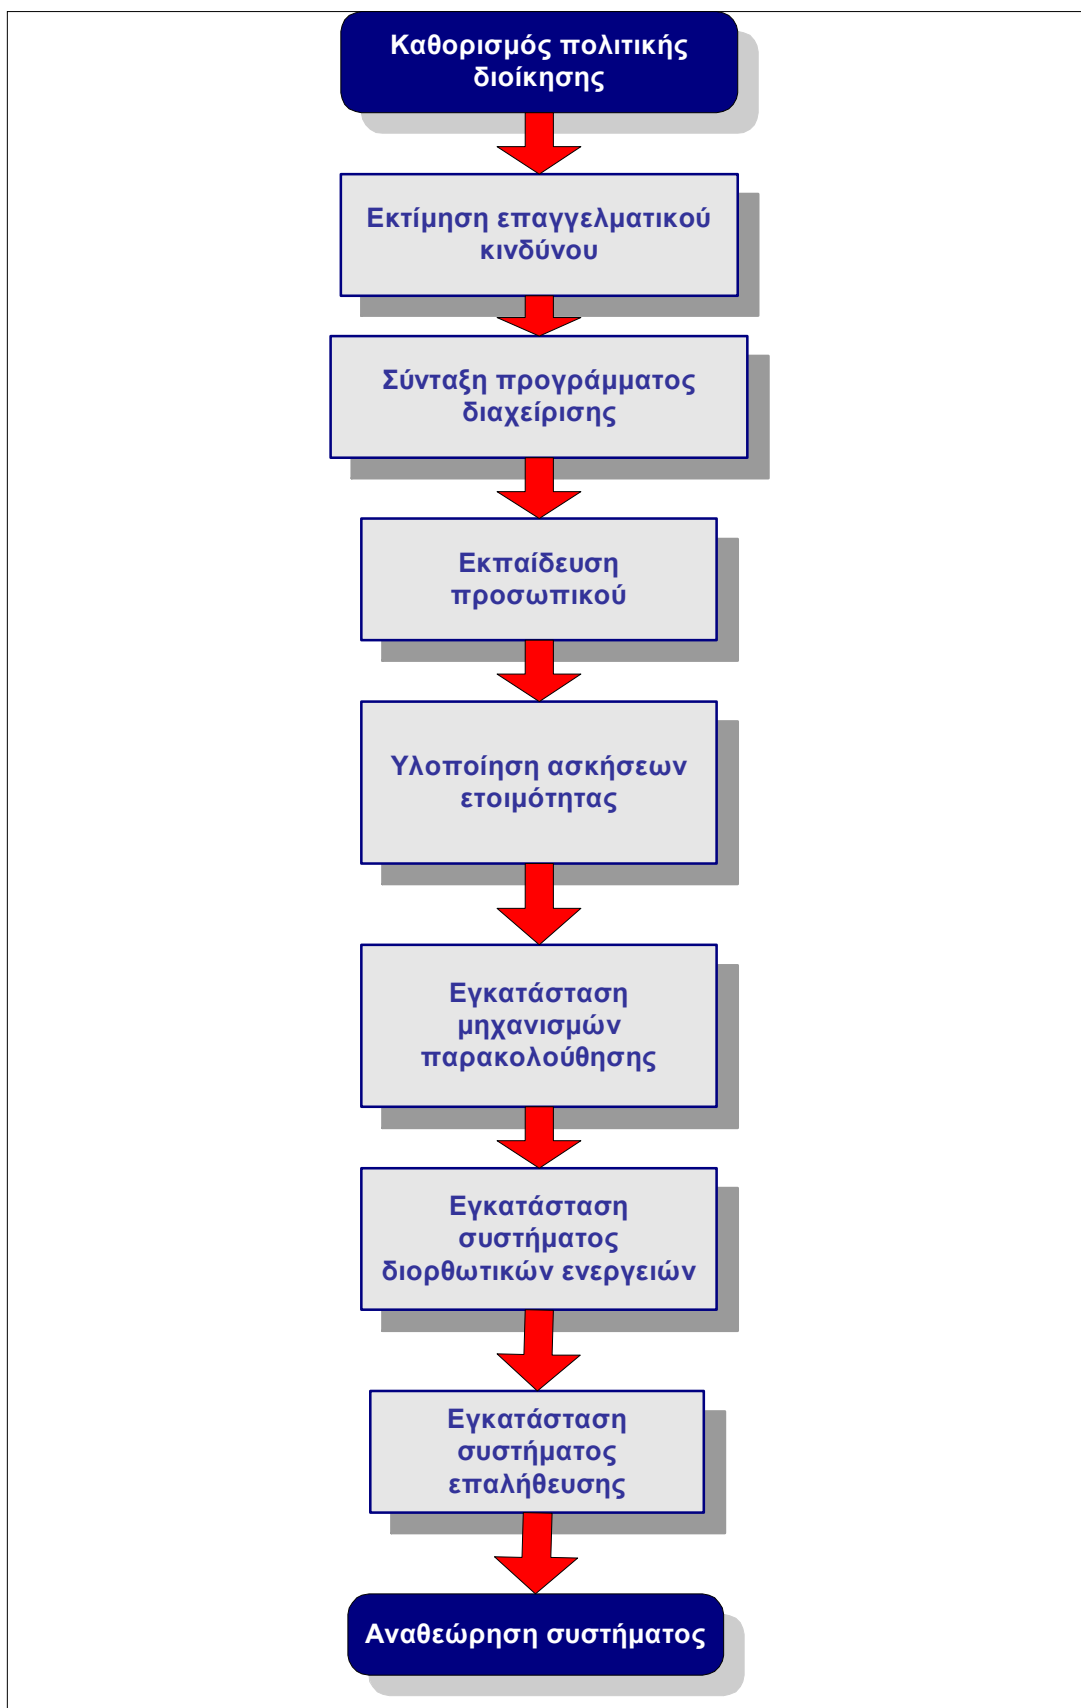 Καθορισμός πολιτικής
διοίκησης
Εκτίμηση επαγγελματικού
κινδύνου
Σύνταξη προγράμματος
διαχείρισης
Εκπαίδευση
προσωπικού
Υλοποίηση ασκήσεων
ετοιμότητας
Εγκατάσταση
μηχανισμών
παρακολούθησης
Εγκατάσταση
συστήματος
διορθωτικών ενεργειών
Εγκατάσταση
συστήματος
επαλήθευσης
Αναθεώρηση συστήματος